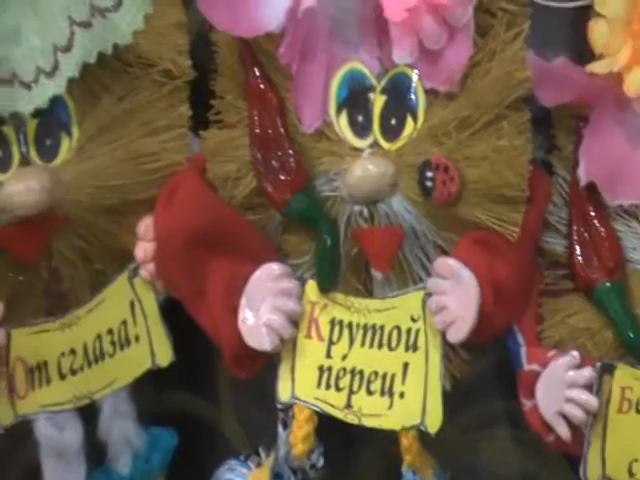 От сглаза!
Крутой
перец!